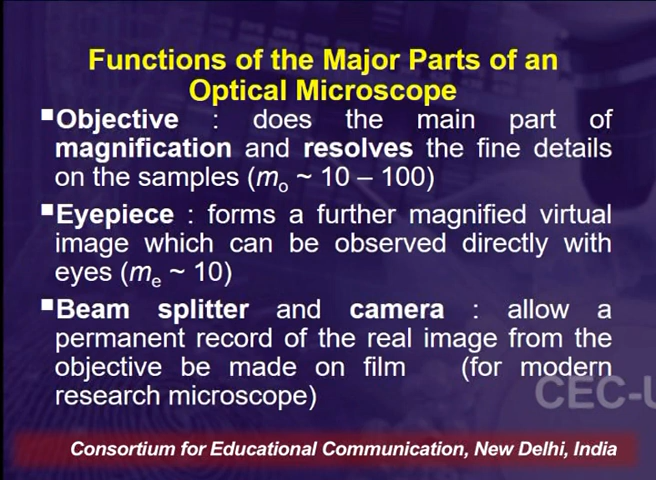 Functions of the Major Parts of an
Optical Microscope
▪Objective : does the main part of
magnification and resolves the fine details
on the samples (mo ~ 10 – 100)
▪Eyepiece : forms a further magnified virtual
image which can be observed directly with
eyes (me ~ 10)
▪Beam splitter and camera : allow a
permanent record of the real image from the
objective be made on film (for modern
research microscope)
CEC-U
Consortium for Educational Communication, New Delhi, India